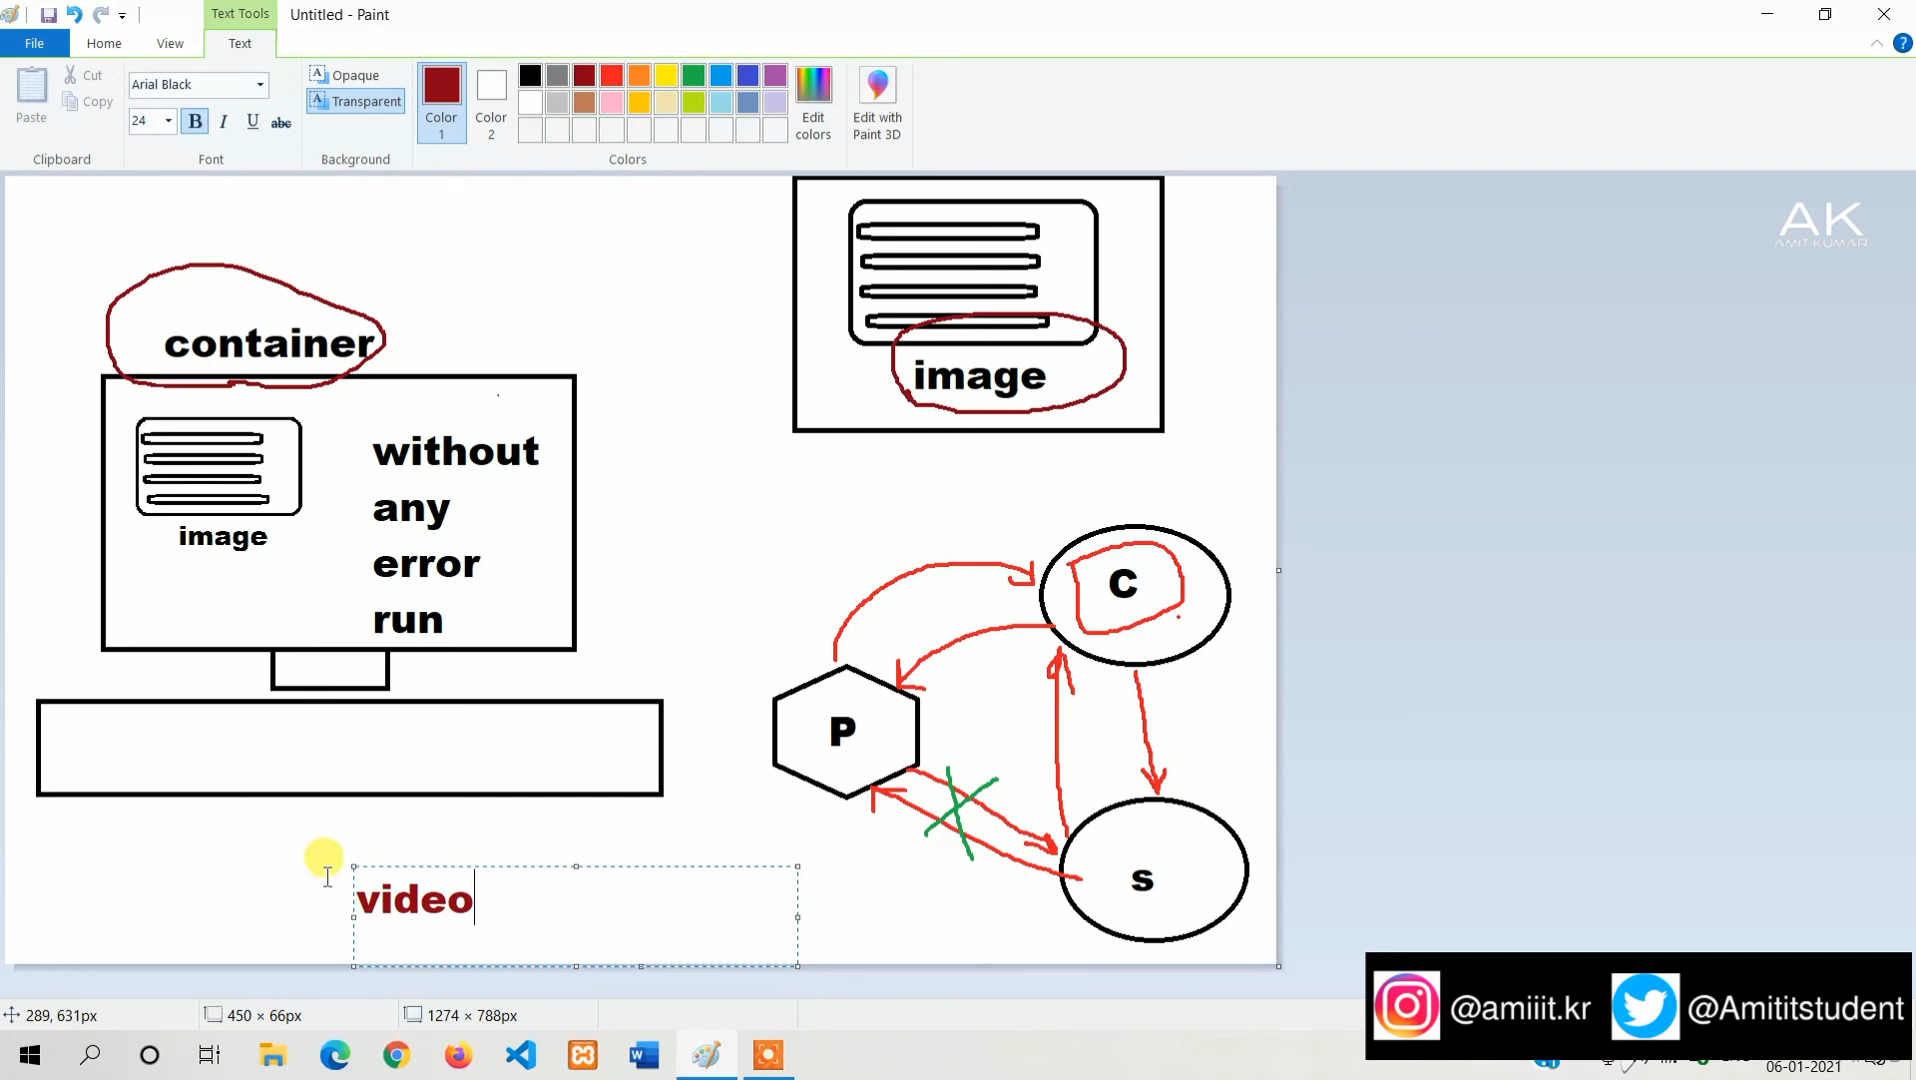 Text Tools
Untitled - Paint
File
Home
View
Text
Paste
Cut
Copy
Clipboard
Arial Black
24
B
I
U
abc
Font
Opaque
Transparent
Background
Color
1
Color
2
Edit
colors
Colors
Edit with
Paint 3D
AK
AMIT KUMAR
container
image
without
any
error
run
image
C
P
s
video
289, 631px
450 × 66px
1274 × 788px
@amiiit.kr
@Amititstudent
06-01-2021